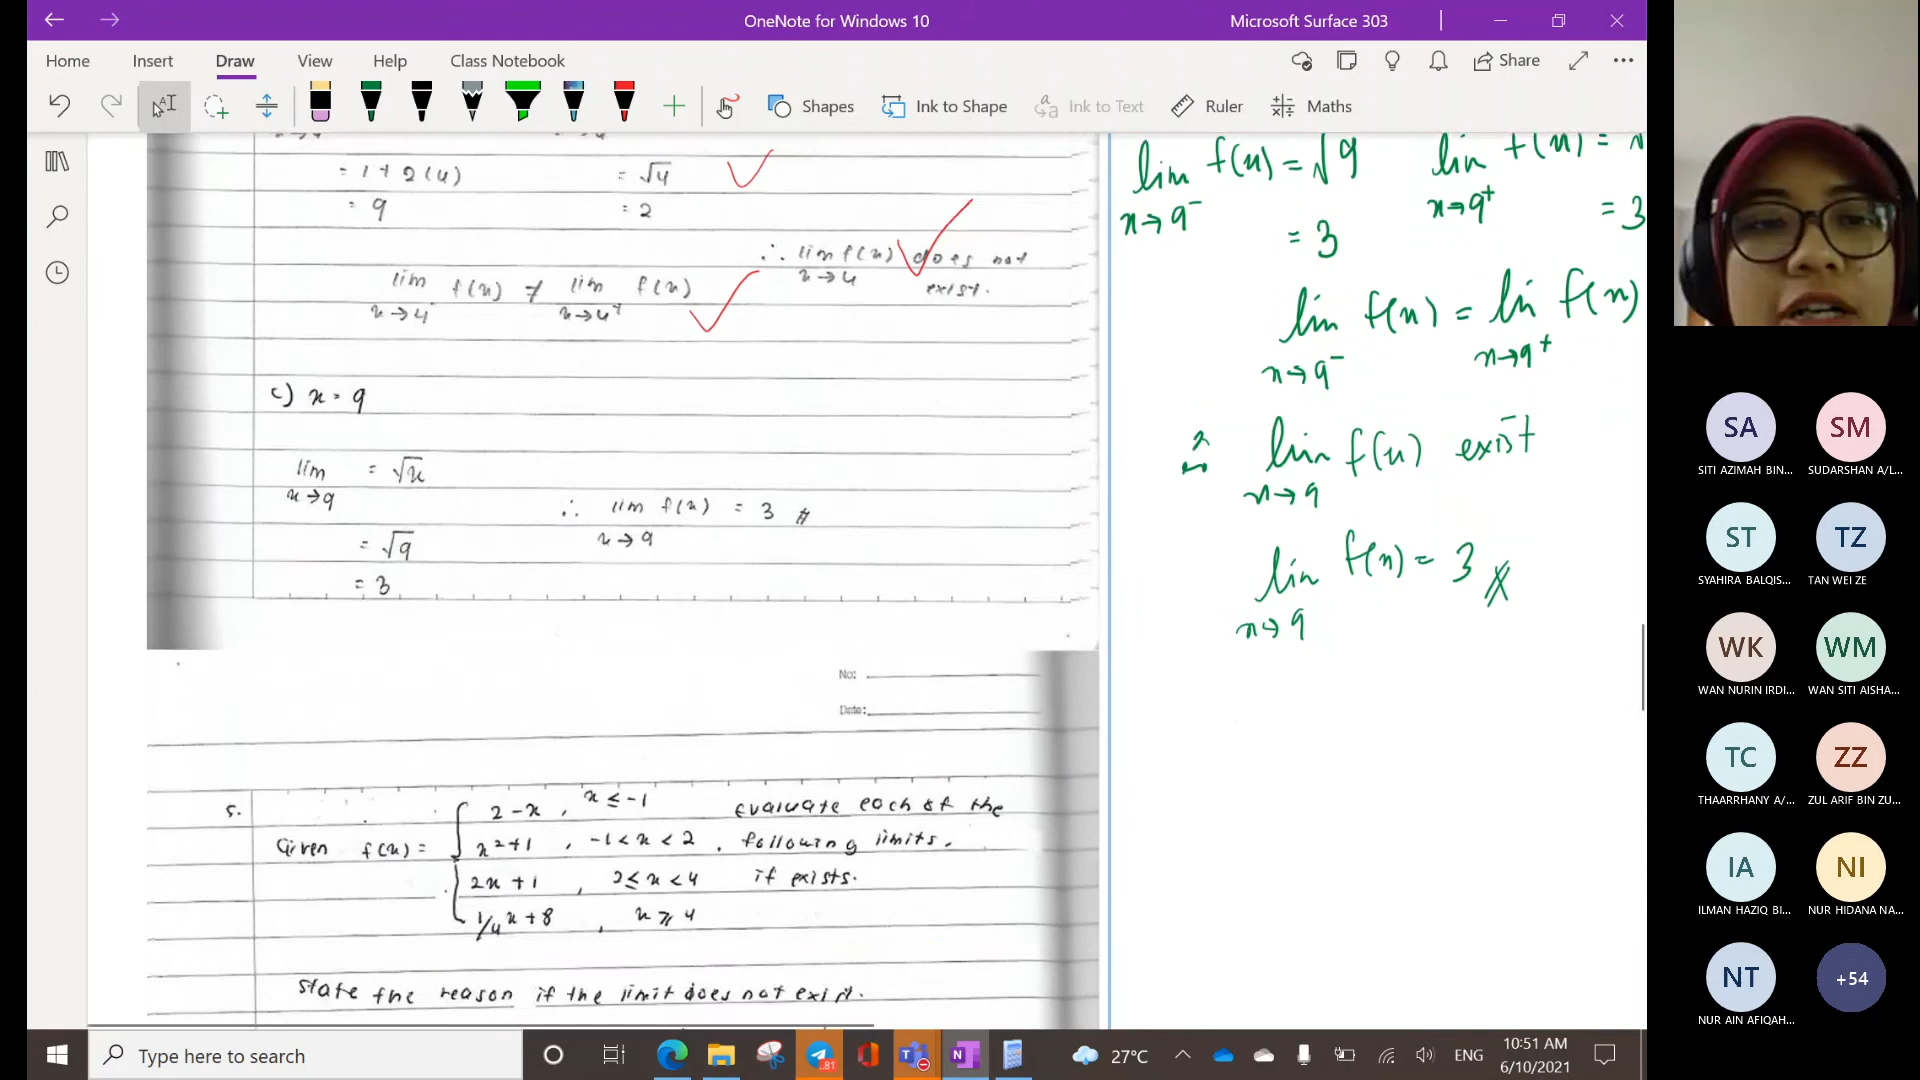 OneNote for Windows 10
Microsoft Surface 303
Home Insert Draw View Help Class Notebook
Share
Shapes Ink to Shape Ink to Text Ruler Maths
= 1 + 2(4) = √4
= 9 = 2
∴ lim f(x) does not
x→4 exist.
lim f(x) ≠ lim f(x)
x→4⁻ x→4⁺
c) x = 9
lim = √x
x→9
∴ lim f(x) = 3 #
x→9
= √9
= 3
No:
Date:
5.
Given f(x) = { 2-x , x ≤ -1
x²+1 , -1 < x < 2 .
2x+1 , 2 ≤ x < 4
1/4 x + 8 , x ≥ 4
Evaluate each of the
following limits.
if exists.
State the reason if the limit does not exist.
lim f(x) = √9
x→9⁻
= 3
lim f(x) = √
x→9⁺
= 3
lim f(x) = lim f(x)
x→9⁻ x→9⁺
∴ lim f(x) exist
x→9
lim f(x) = 3
x→9
SA SM
SITI AZIMAH BIN... SUDARSHAN A/L...
ST TZ
SYAHIRA BALQIS... TAN WEI ZE
WK WM
WAN NURIN IRDI... WAN SITI AISHA...
TC ZZ
THAARRHANY A/... ZUL ARIF BIN ZU...
IA NI
ILMAN HAZIQ BI... NUR HIDANA NA...
NT +54
NUR AIN AFIQAH...
Type here to search
81
27°C
ENG
10:51 AM
6/10/2021